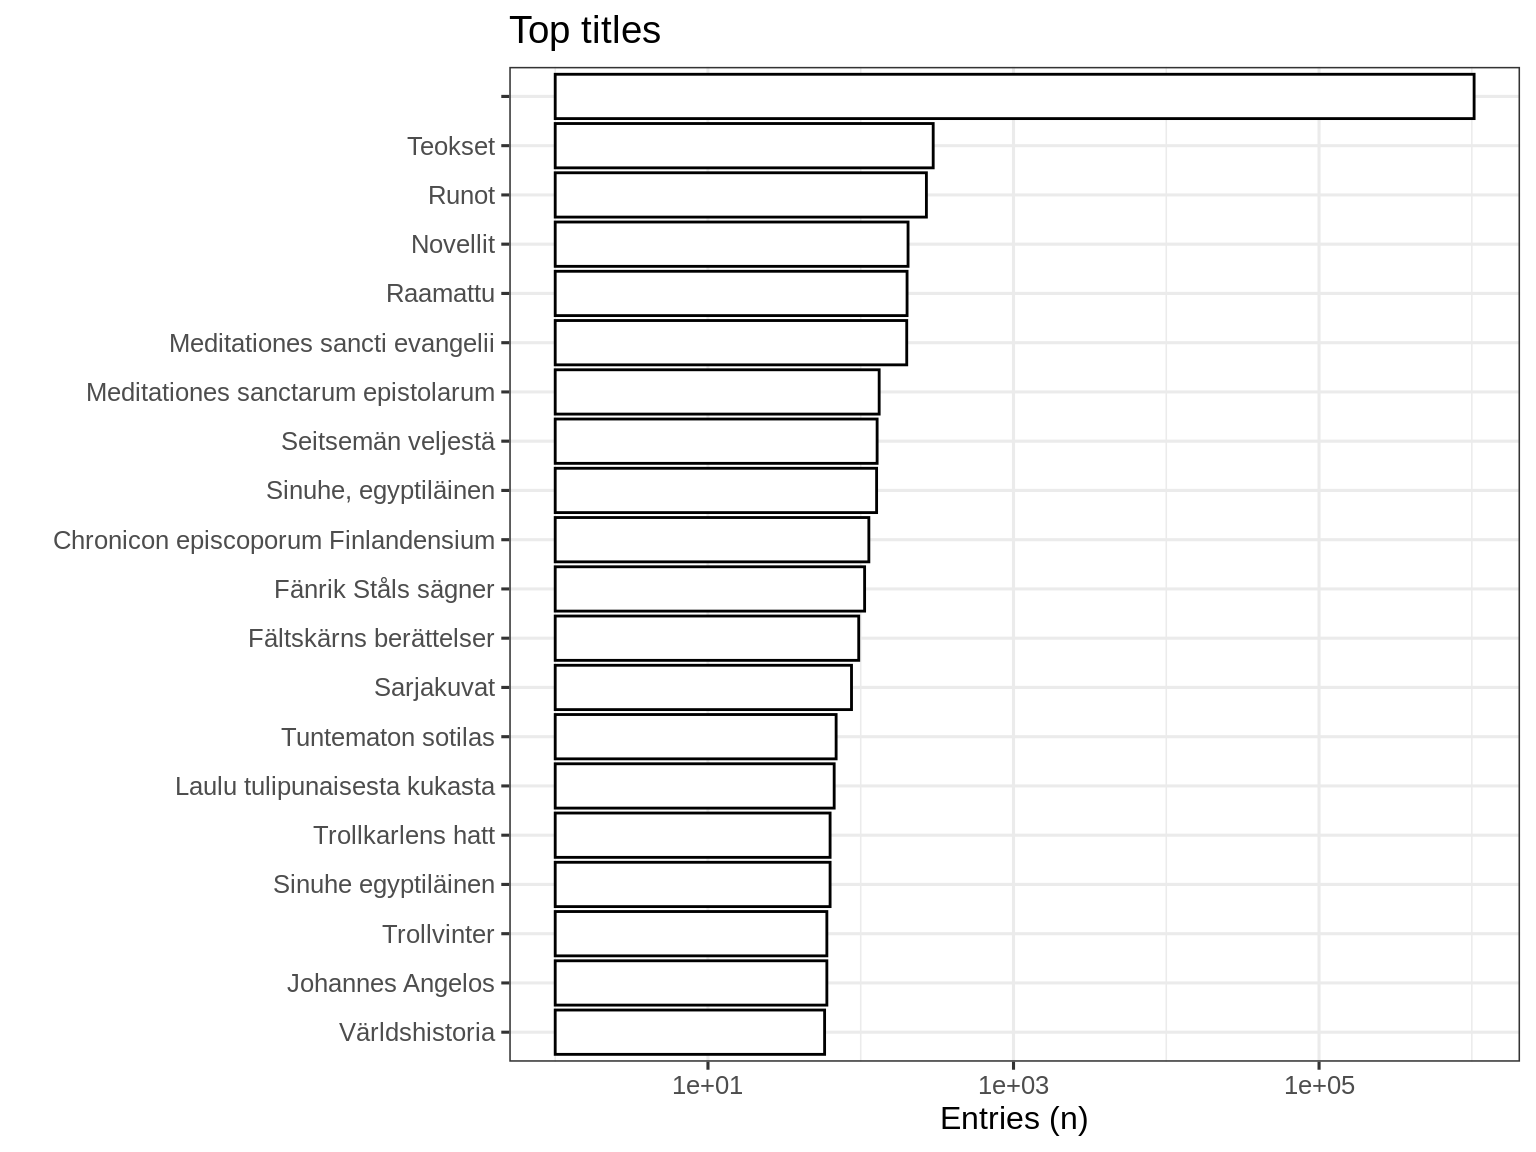 Top titles
Teokset
Runot
Novellit
Raamattu
Meditationes sancti evangelii
Meditationes sanctarum epistolarum
Seitsemän veljestä
Sinuhe, egyptiläinen
Chronicon episcoporum Finlandensium
Fänrik Ståls sägner
Fältskärns berättelser
Sarjakuvat
Tuntematon sotilas
Laulu tulipunaisesta kukasta
Trollkarlens hatt
Sinuhe egyptiläinen
Trollvinter
Johannes Angelos
Världshistoria
1e+01 1e+03 1e+05
Entries (n)